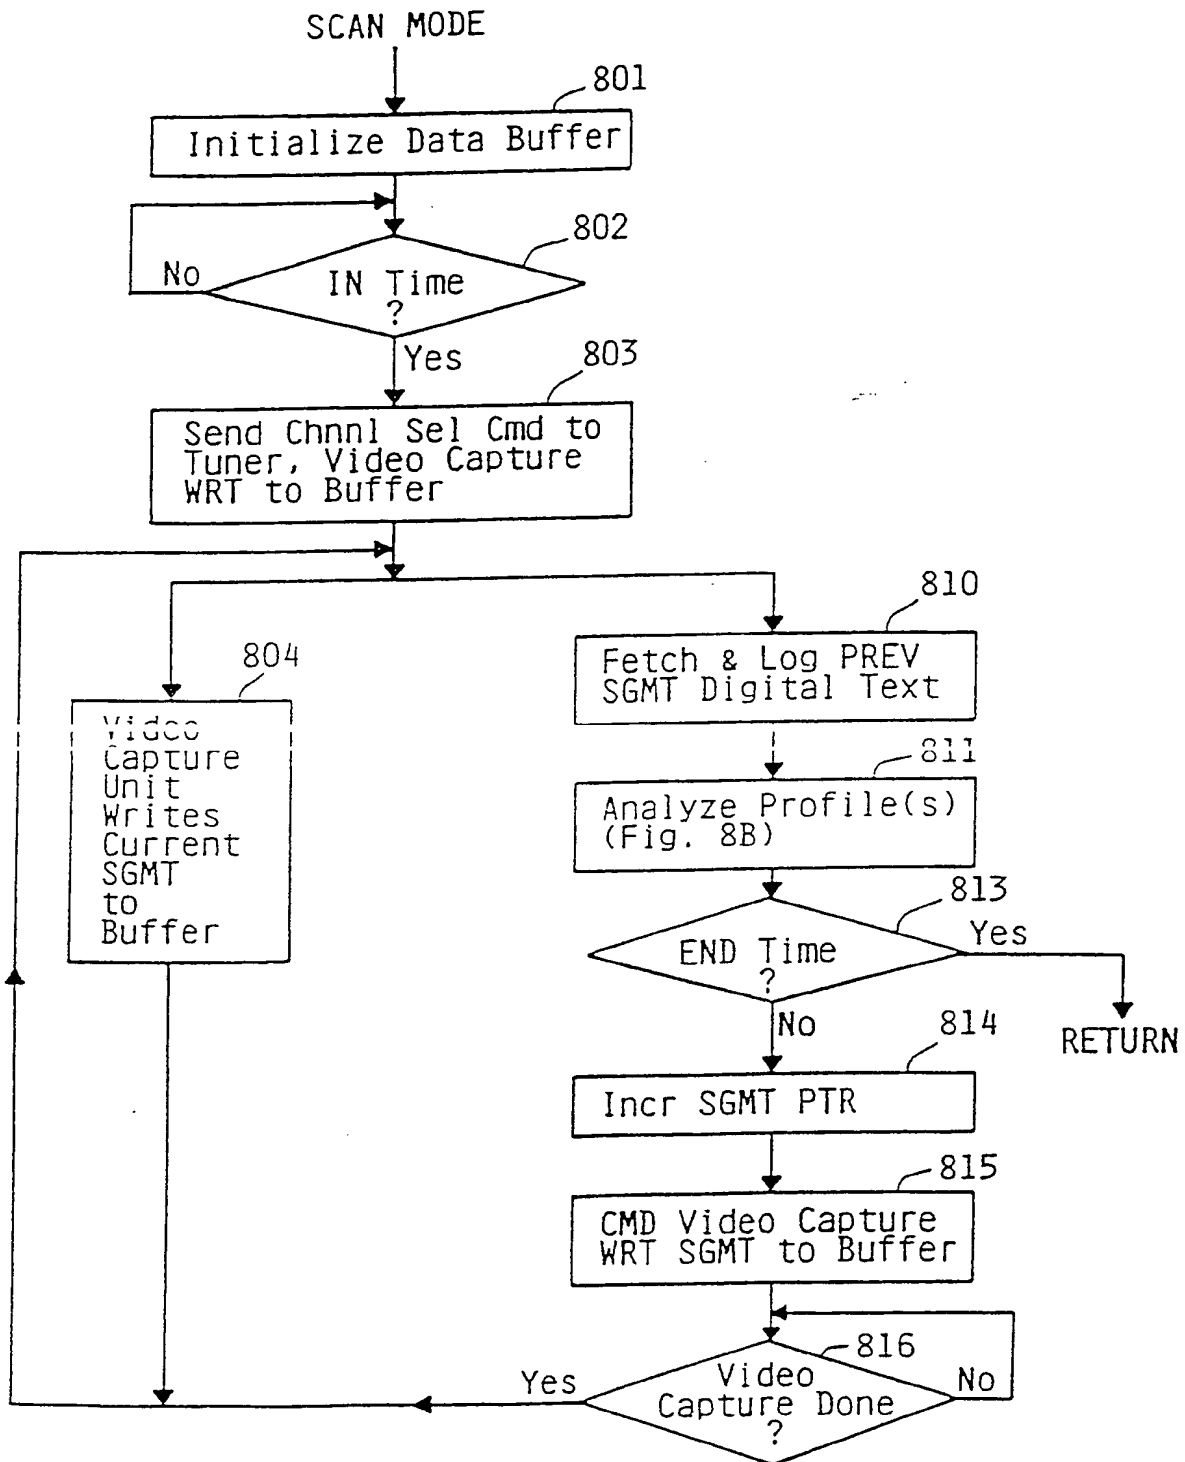 SCAN MODE
801
Initialize Data Buffer
802
No
IN Time
?
Yes
803
Send Chnnl Sel Cmd to
Tuner, Video Capture
WRT to Buffer
810
Fetch & Log PREV
SGMT Digital Text
804
Video
Capture
Unit
Writes
Current
SGMT
to
Buffer
811
Analyze Profile(s)
(Fig. 8B)
813
END Time
?
Yes
No
RETURN
814
Incr SGMT PTR
815
CMD Video Capture
WRT SGMT to Buffer
816
Yes
Video
Capture Done
?
No